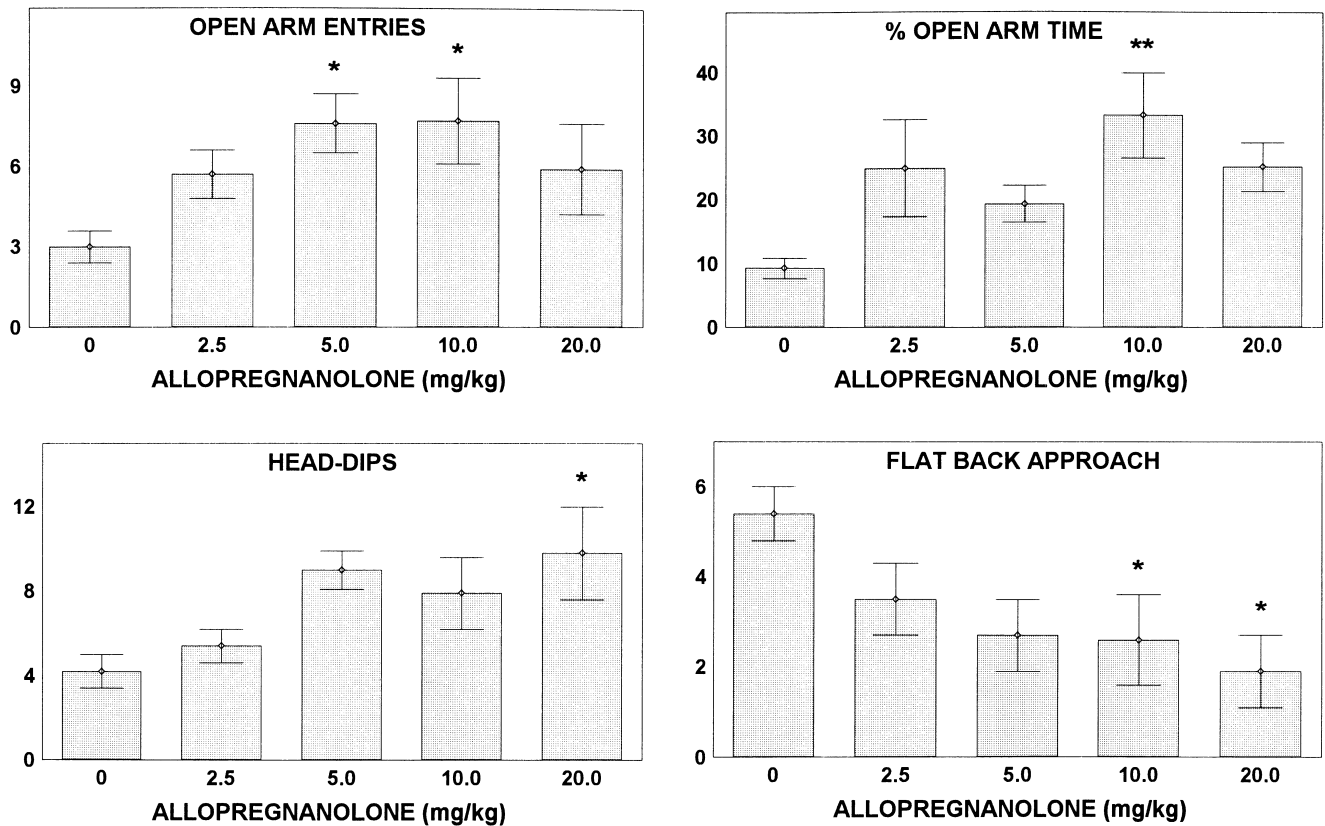 OPEN ARM ENTRIES
*
*
9
6
3
0
0 2.5 5.0 10.0 20.0
ALLOPREGNANOLONE (mg/kg)
% OPEN ARM TIME
**
40
30
20
10
0
0 2.5 5.0 10.0 20.0
ALLOPREGNANOLONE (mg/kg)
HEAD-DIPS
*
12
8
4
0
0 2.5 5.0 10.0 20.0
ALLOPREGNANOLONE (mg/kg)
FLAT BACK APPROACH
6
4
*
*
2
0
0 2.5 5.0 10.0 20.0
ALLOPREGNANOLONE (mg/kg)